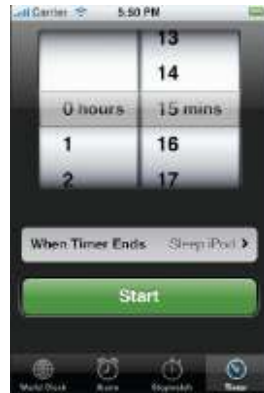 Carrier 5:50 PM
13
14
0 hours 15 mins
1 16
2 17
When Timer Ends Sleep iPod >
Start
World Clock Alarm Stopwatch Timer